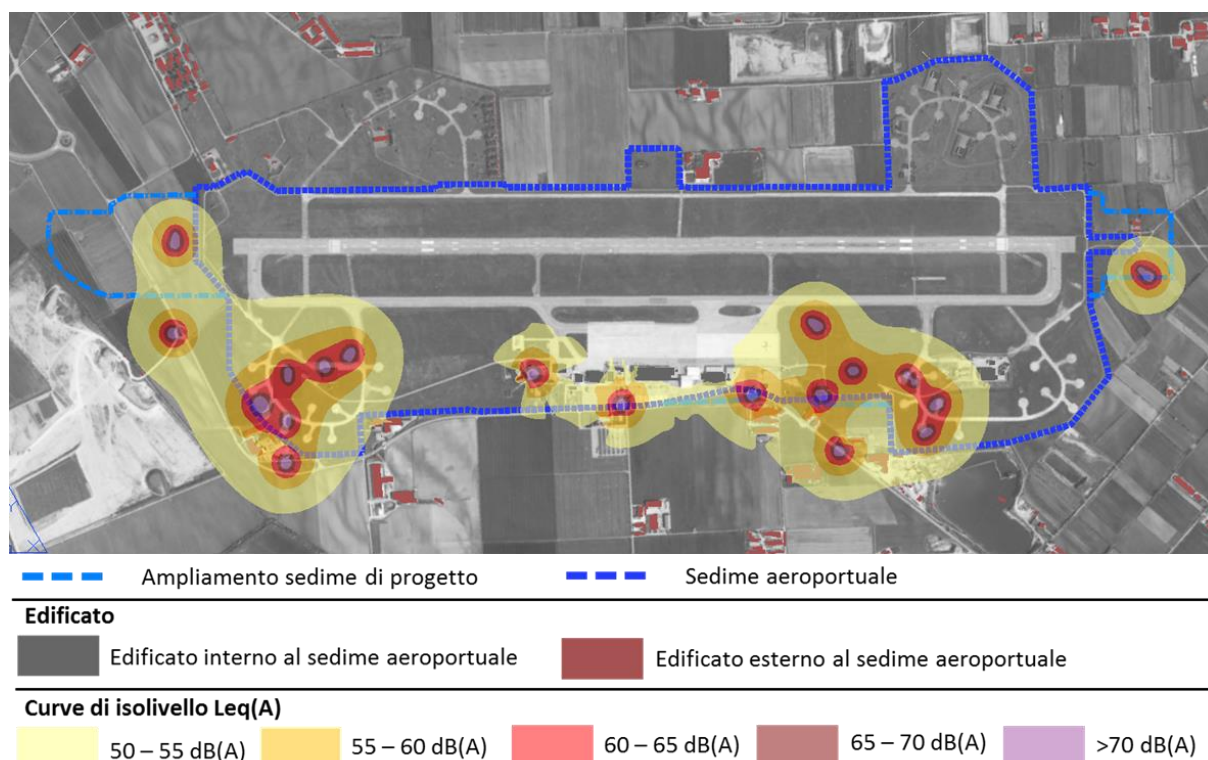 Ampliamento sedime di progetto
Sedime aeroportuale
Edificato
Edificato interno al sedime aeroportuale
Edificato esterno al sedime aeroportuale
Curve di isolivello Leq(A)
50 – 55 dB(A)
55 – 60 dB(A)
60 – 65 dB(A)
65 – 70 dB(A)
>70 dB(A)